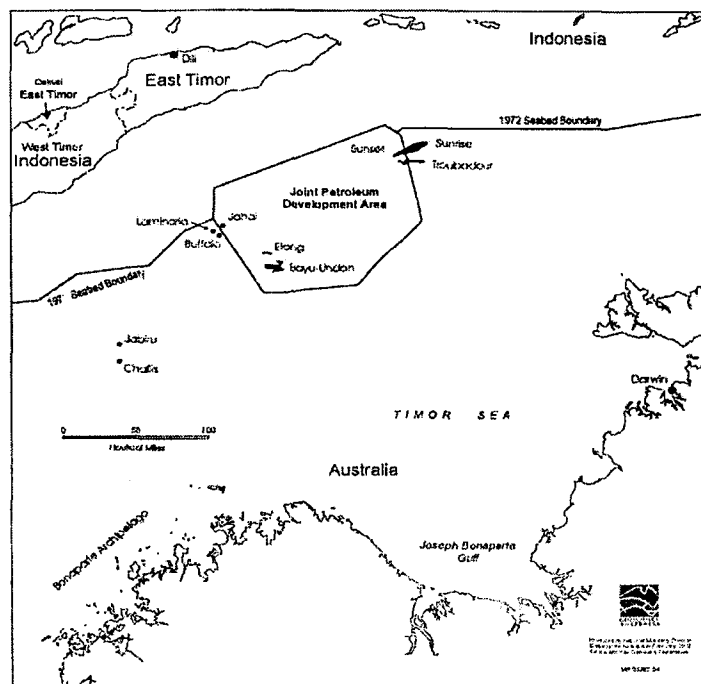 Indonesia
Dili
East Timor
East Timor
West Timor
Indonesia
1972 Seabed Boundary
Sunset
Sunrise
Troubadour
Joint Petroleum
Development Area
Laminaria
Jahal
Buffalo
Elang
Bayu-Undan
197 Seabed Boundary
Jabiru
Challis
Darwin
0 50 100
Nautical Miles
TIMOR SEA
Australia
Bonaparte Archipelago
Joseph Bonaparte
Gulf